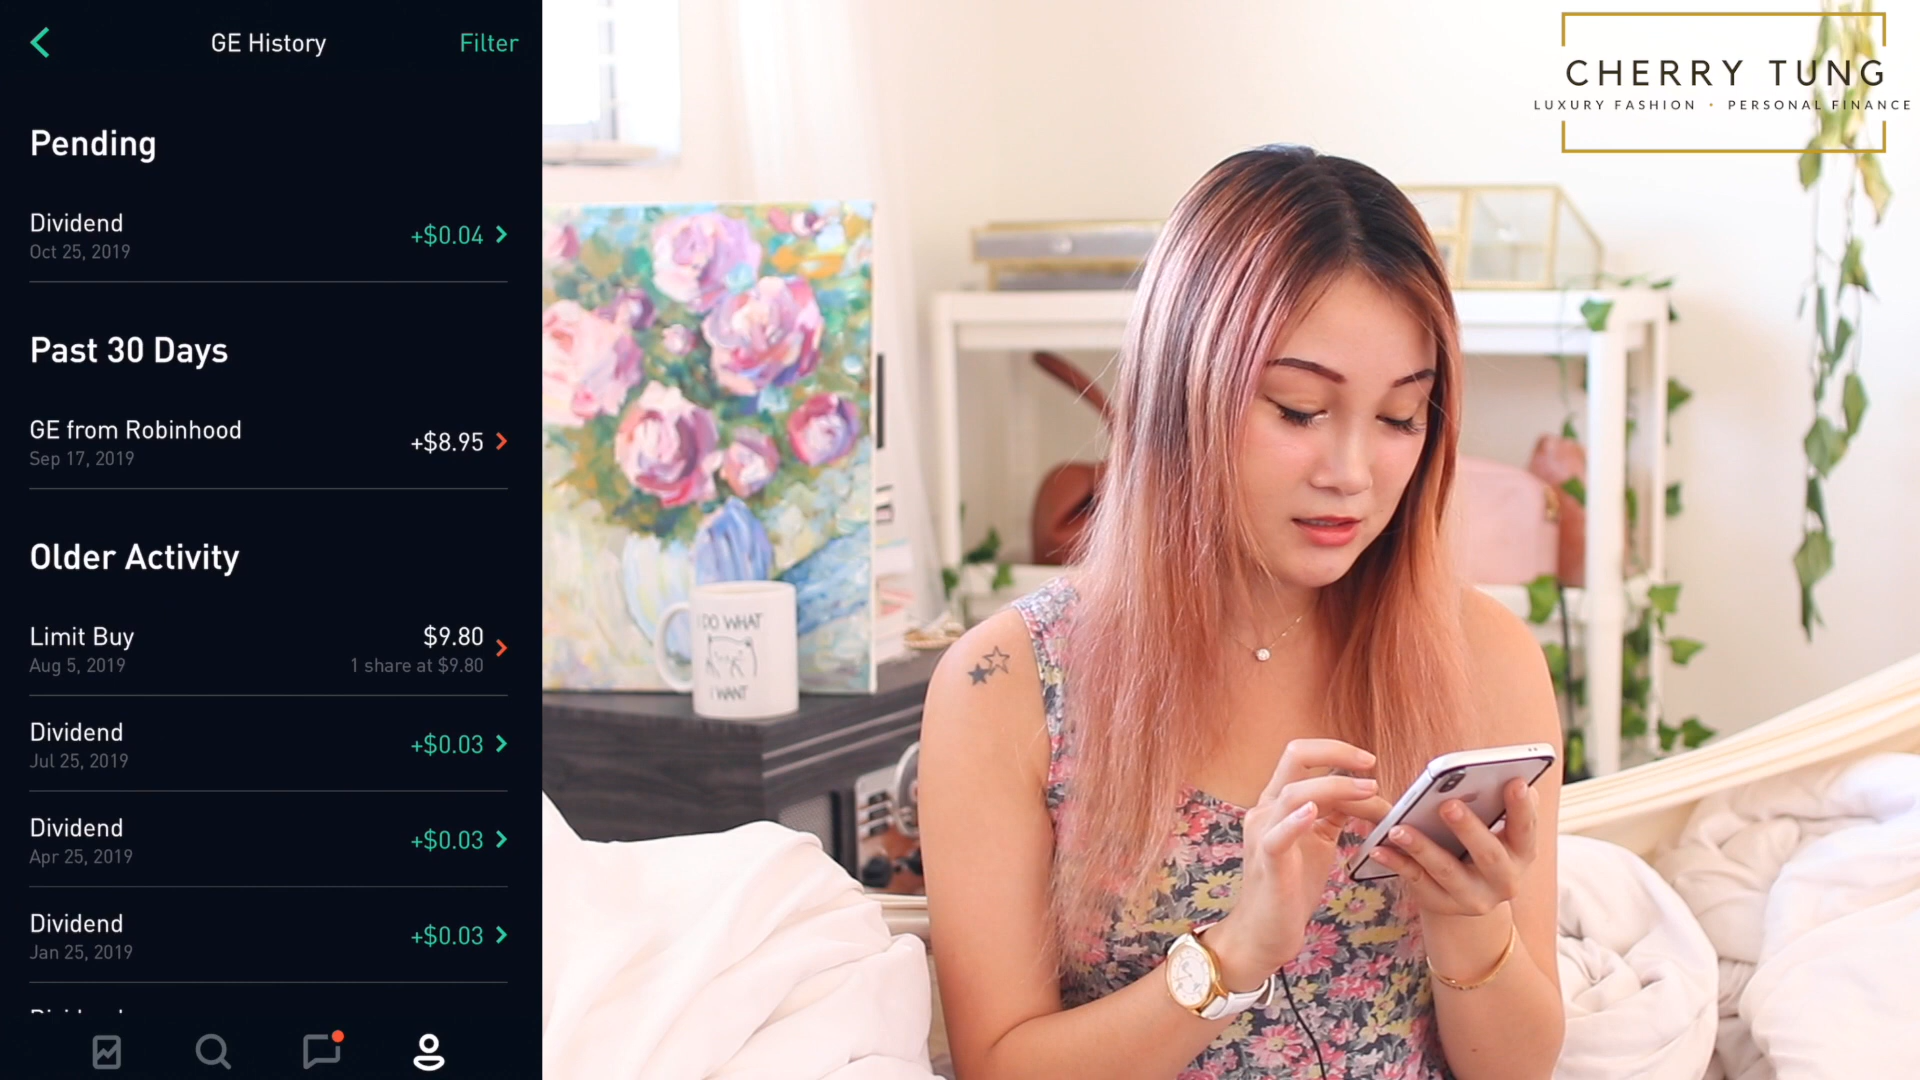 GE History
Filter
Pending
Dividend
+$0.04
Oct 25, 2019
Past 30 Days
GE from Robinhood
+$8.95
Sep 17, 2019
Older Activity
Limit Buy
$9.80
Aug 5, 2019
1 share at $9.80
Dividend
+$0.03
Jul 25, 2019
Dividend
+$0.03
Apr 25, 2019
Dividend
+$0.03
Jan 25, 2019
CHERRY TUNG
LUXURY FASHION • PERSONAL FINANCE
I DO WHAT
I WANT